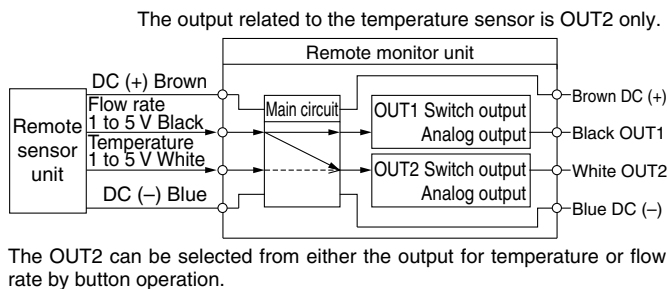 The output related to the temperature sensor is OUT2 only.
Remote monitor unit
DC (+) Brown
Flow rate
1 to 5 V Black
Temperature
1 to 5 V White
DC (–) Blue
Remote
sensor
unit
Main circuit
OUT1 Switch output
Analog output
OUT2 Switch output
Analog output
Brown DC (+)
Black OUT1
White OUT2
Blue DC (–)
The OUT2 can be selected from either the output for temperature or flow
rate by button operation.